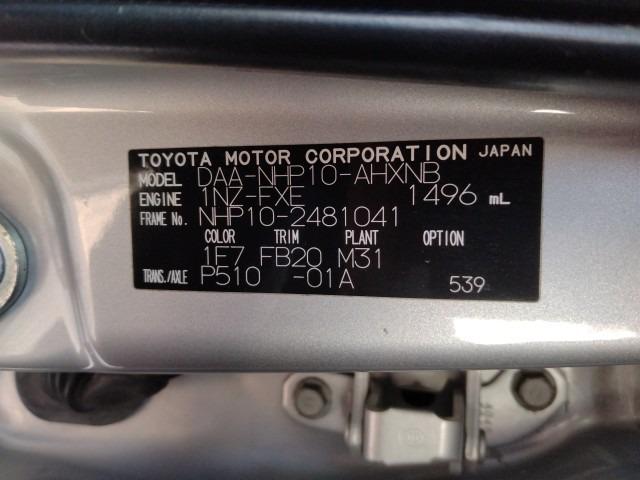 TOYOTA MOTOR CORPORATION JAPAN
MODEL DAA-NHP10-AHXNB
ENGINE 1NZ-FXE 1496 mL
FRAME No. NHP10-2481041
COLOR TRIM PLANT OPTION
1F7 FB20 M31
TRANS./AXLE P510 -01A 539